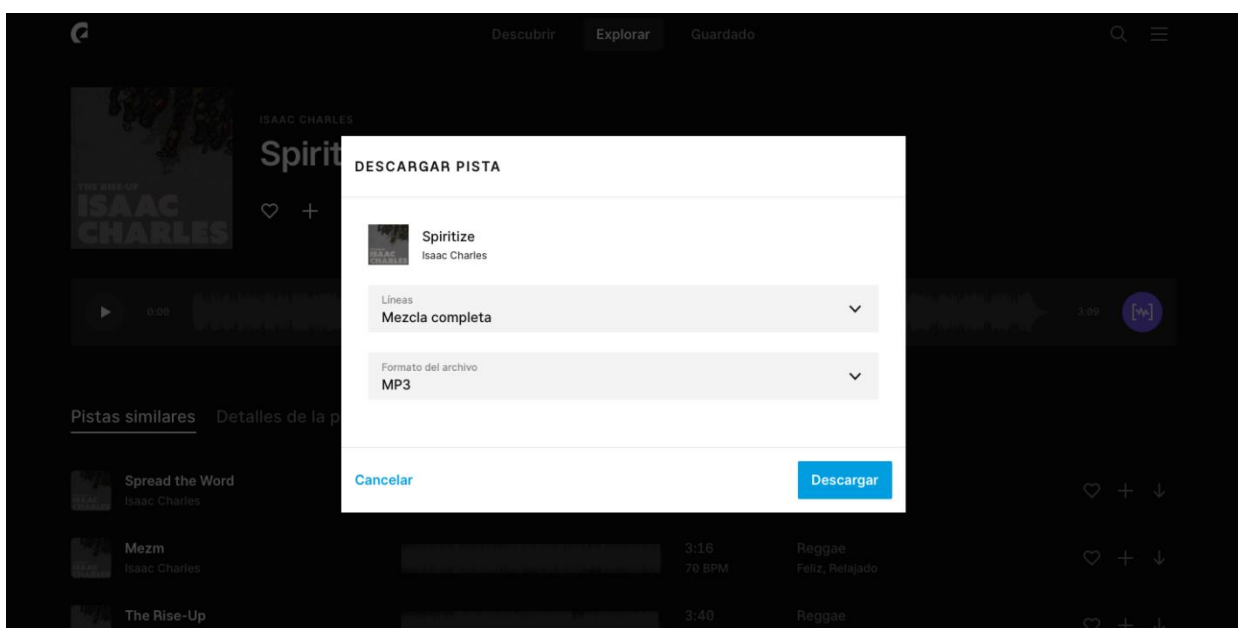 Descubrir Explorar Guardado
ISAAC CHARLES
Spirit
THE RISE-UP
ISAAC
CHARLES
DESCARGAR PISTA
Spiritize
Isaac Charles
Líneas
Mezcla completa
Formato del archivo
MP3
Cancelar Descargar
0:00 3:09
Pistas similares Detalles de la p
Spread the Word
Isaac Charles
Mezm 3:16 Reggae
Isaac Charles 70 BPM Feliz, Relajado
The Rise-Up 3:40 Reggae